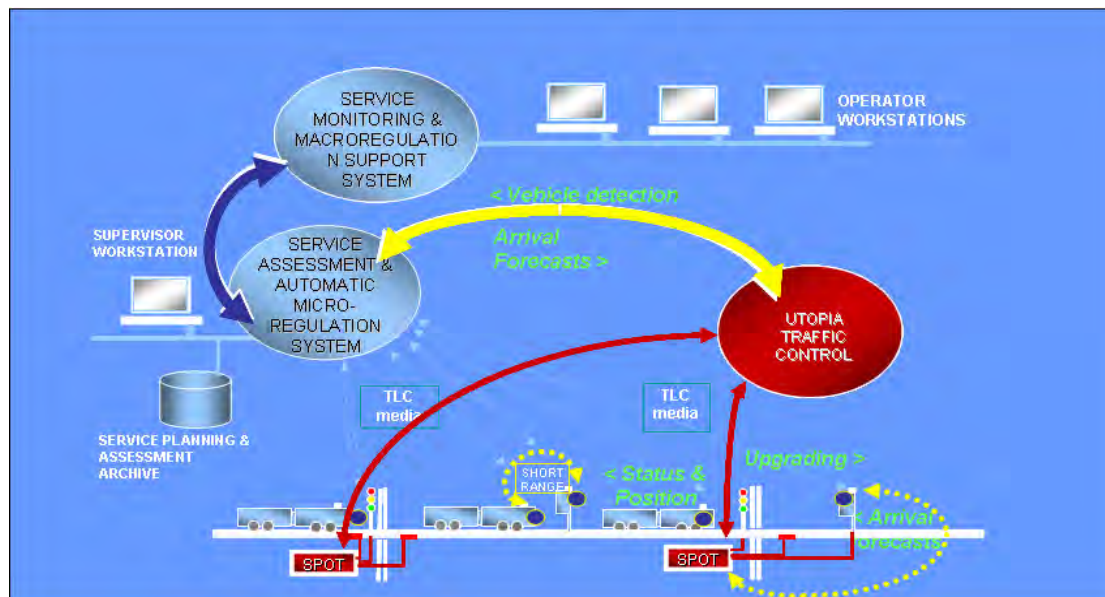 SERVICE
MONITORING &
MACROREGULATIO
N SUPPORT
SYSTEM
OPERATOR
WORKSTATIONS
< Vehicle detection
SUPERVISOR
WORKSTATION
SERVICE
ASSESSMENT &
AUTOMATIC
MICRO-
REGULATION
SYSTEM
Arrival
Forecasts >
UTOPIA
TRAFFIC
CONTROL
TLC
media
TLC
media
SERVICE PLANNING &
ASSESSMENT
ARCHIVE
SHORT
RANGE
< Status &
Position
Upgrading >
< Arrival
Forecasts
SPOT
SPOT